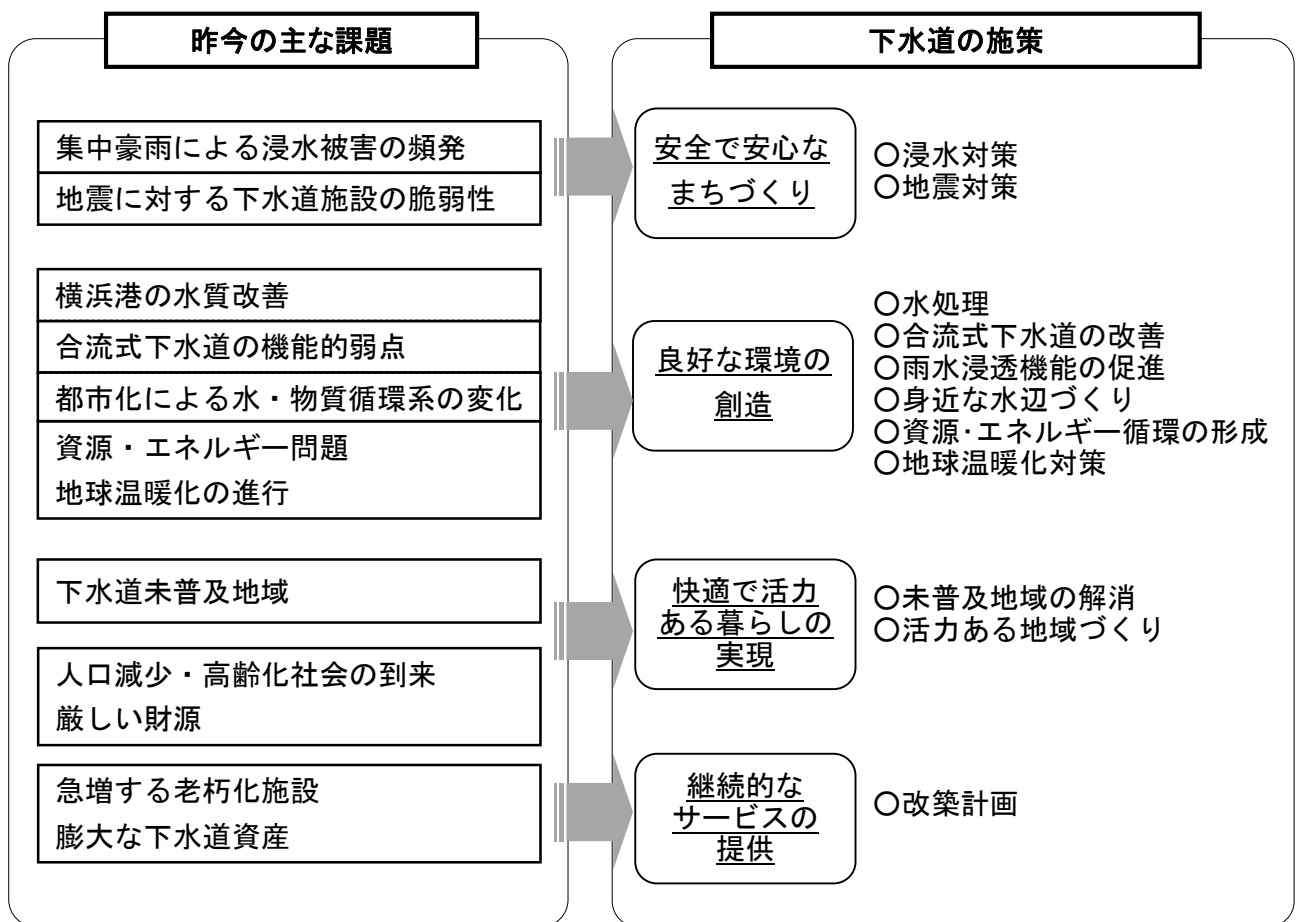 昨今の主な課題
集中豪雨による浸水被害の頻発
地震に対する下水道施設の脆弱性
横浜港の水質改善
合流式下水道の機能的弱点
都市化による水・物質循環系の変化
資源・エネルギー問題
地球温暖化の進行
下水道未普及地域
人口減少・高齢化社会の到来
厳しい財源
急増する老朽化施設
膨大な下水道資産
下水道の施策
安全で安心な
まちづくり
○浸水対策
○地震対策
良好な環境の
創造
○水処理
○合流式下水道の改善
○雨水浸透機能の促進
○身近な水辺づくり
○資源・エネルギー循環の形成
○地球温暖化対策
快適で活力
ある暮らしの
実現
○未普及地域の解消
○活力ある地域づくり
継続的な
サービスの
提供
○改築計画